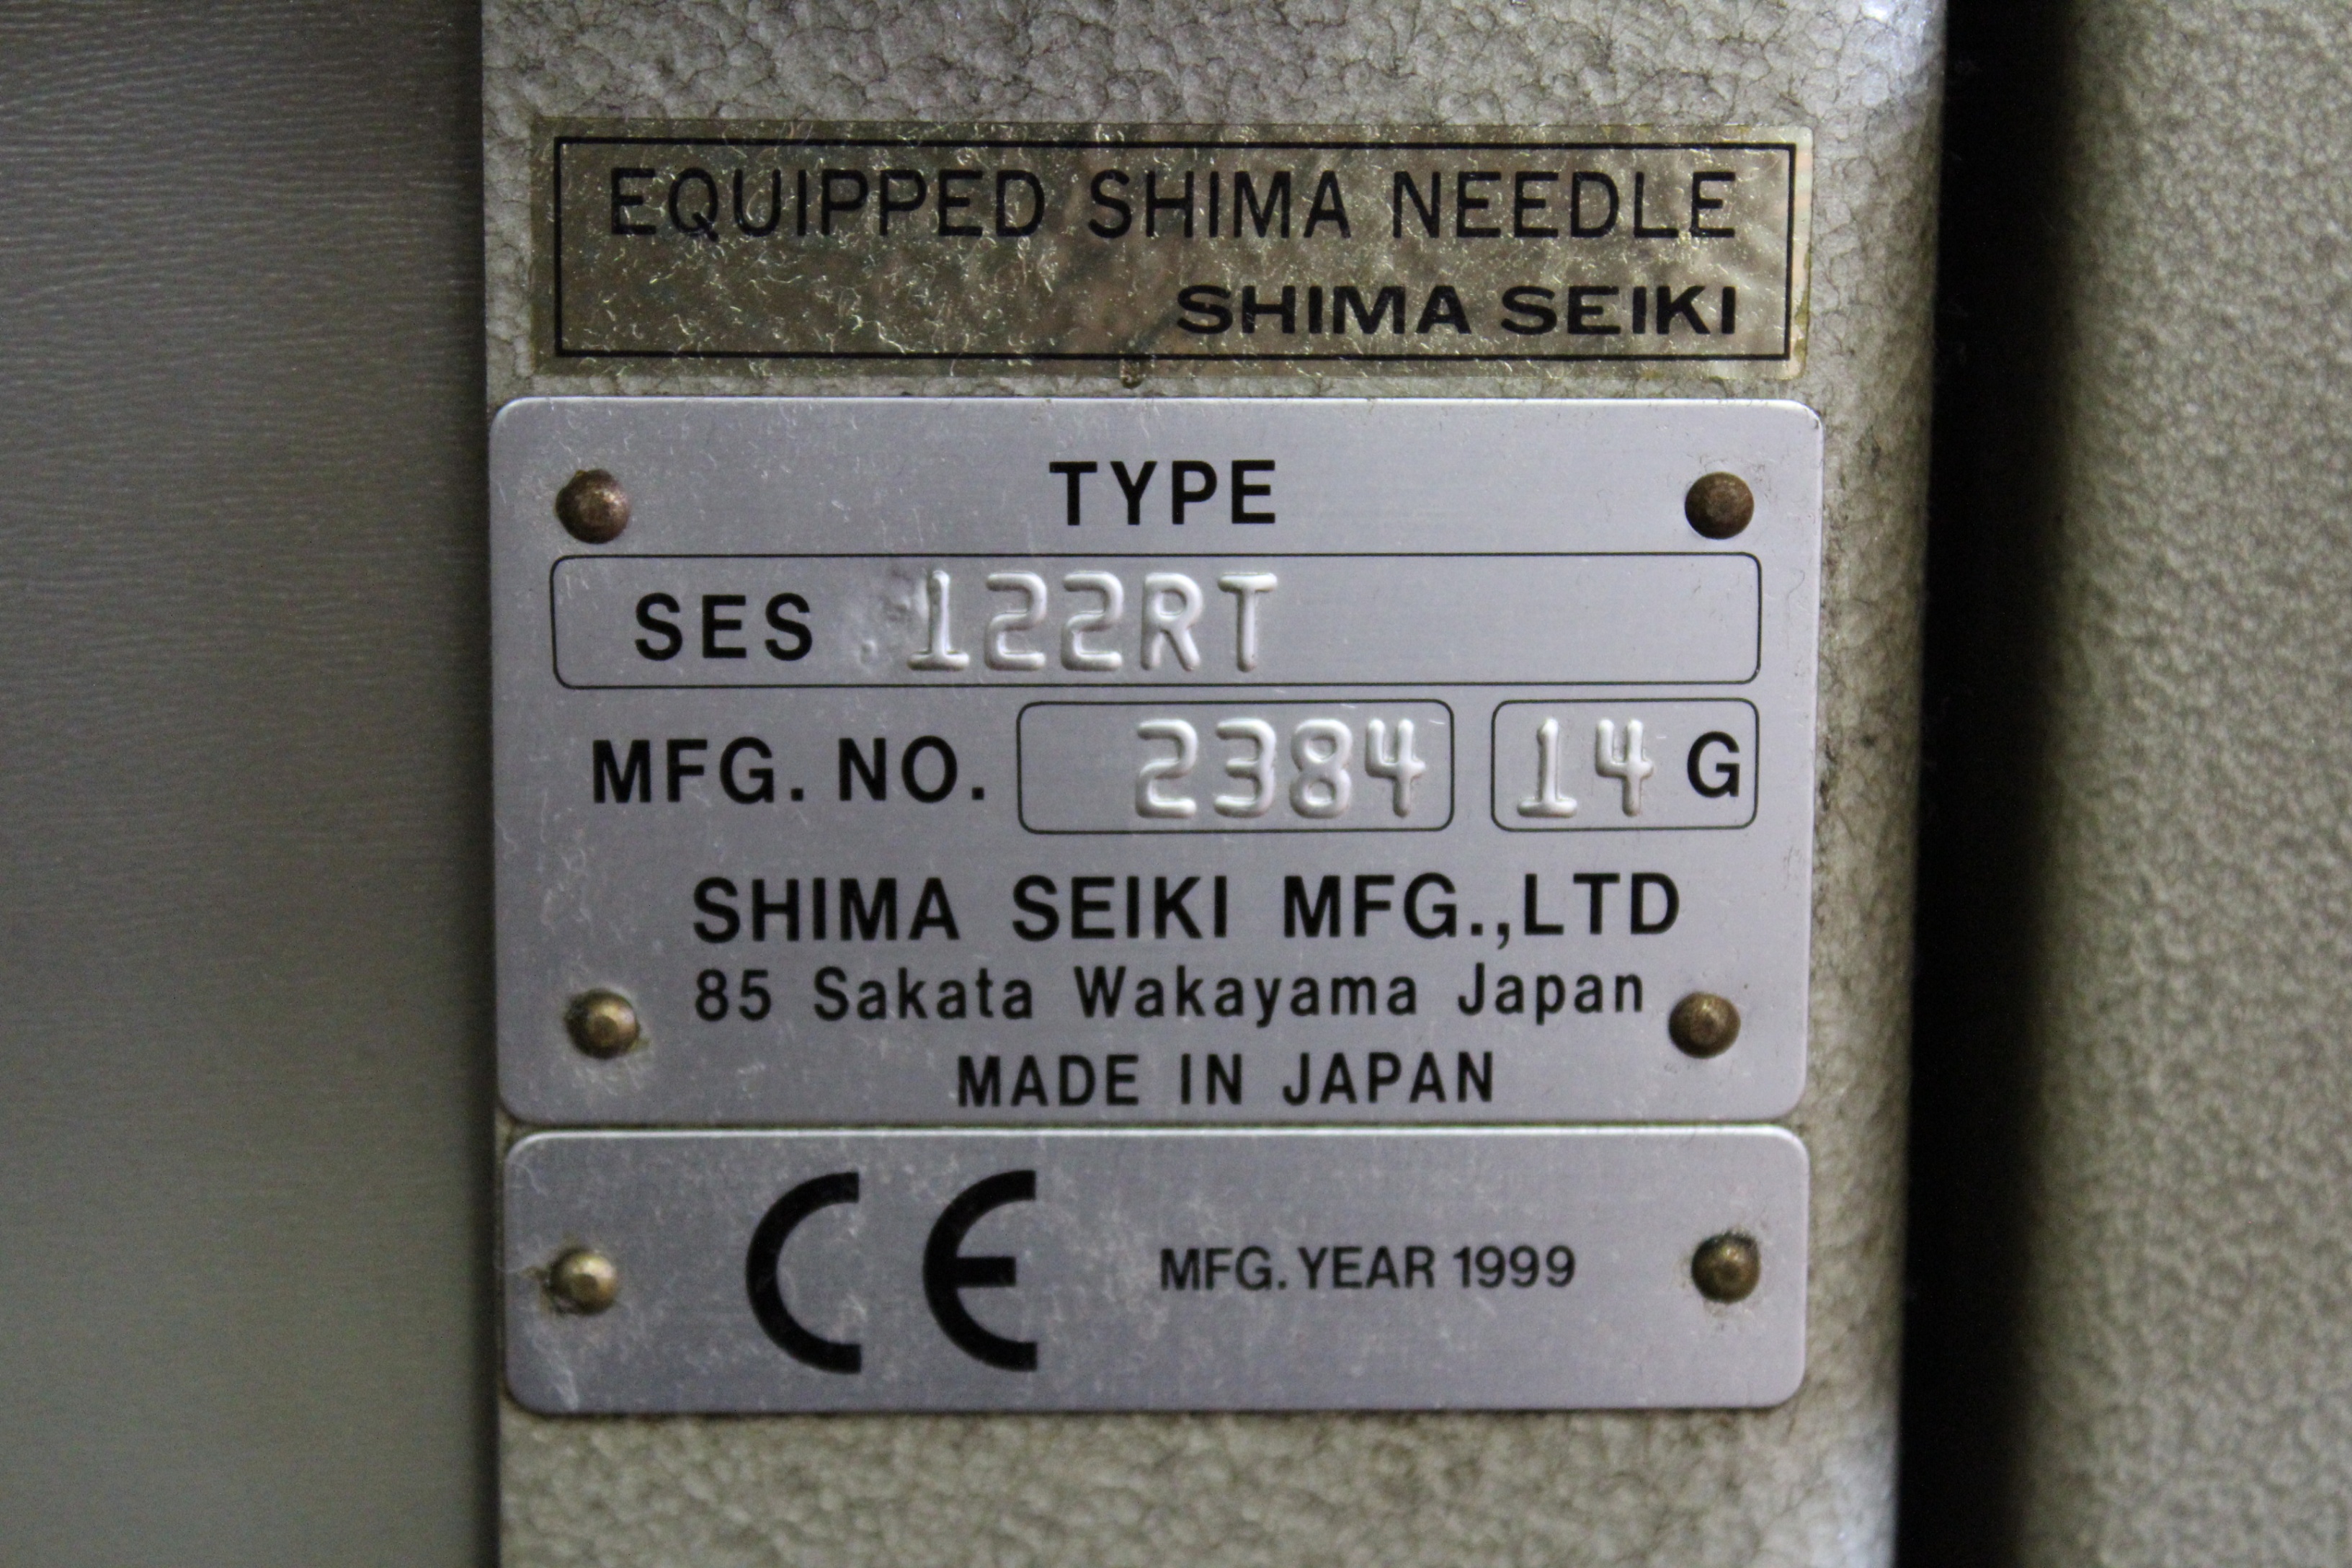 EQUIPPED SHIMA NEEDLE
SHIMA SEIKI
TYPE
SES 122RT
MFG. NO. 2384 14 G
SHIMA SEIKI MFG.,LTD
85 Sakata Wakayama Japan
MADE IN JAPAN
CE MFG. YEAR 1999